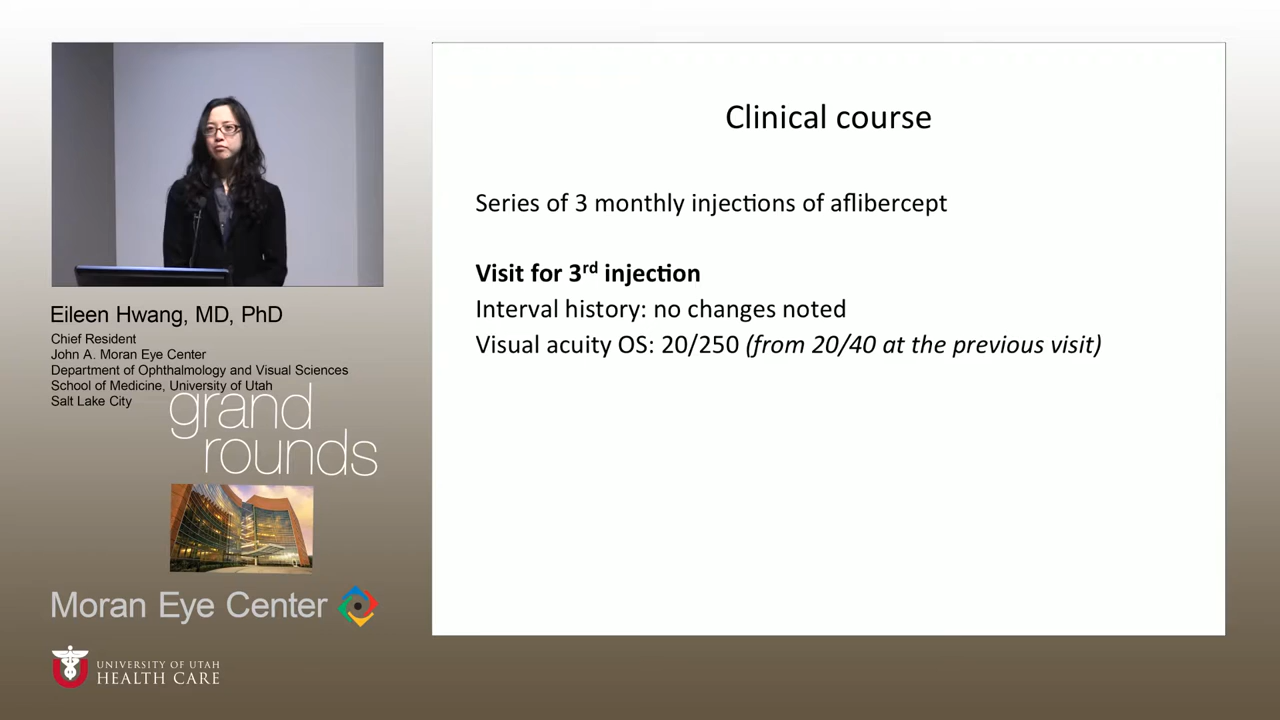 Clinical course
Series of 3 monthly injections of aflibercept
Visit for 3rd injection
Interval history: no changes noted
Visual acuity OS: 20/250 (from 20/40 at the previous visit)
Eileen Hwang, MD, PhD
Chief Resident
John A. Moran Eye Center
Department of Ophthalmology and Visual Sciences
School of Medicine, University of Utah
Salt Lake City
grand
rounds
Moran Eye Center
UNIVERSITY OF UTAH
HEALTH CARE